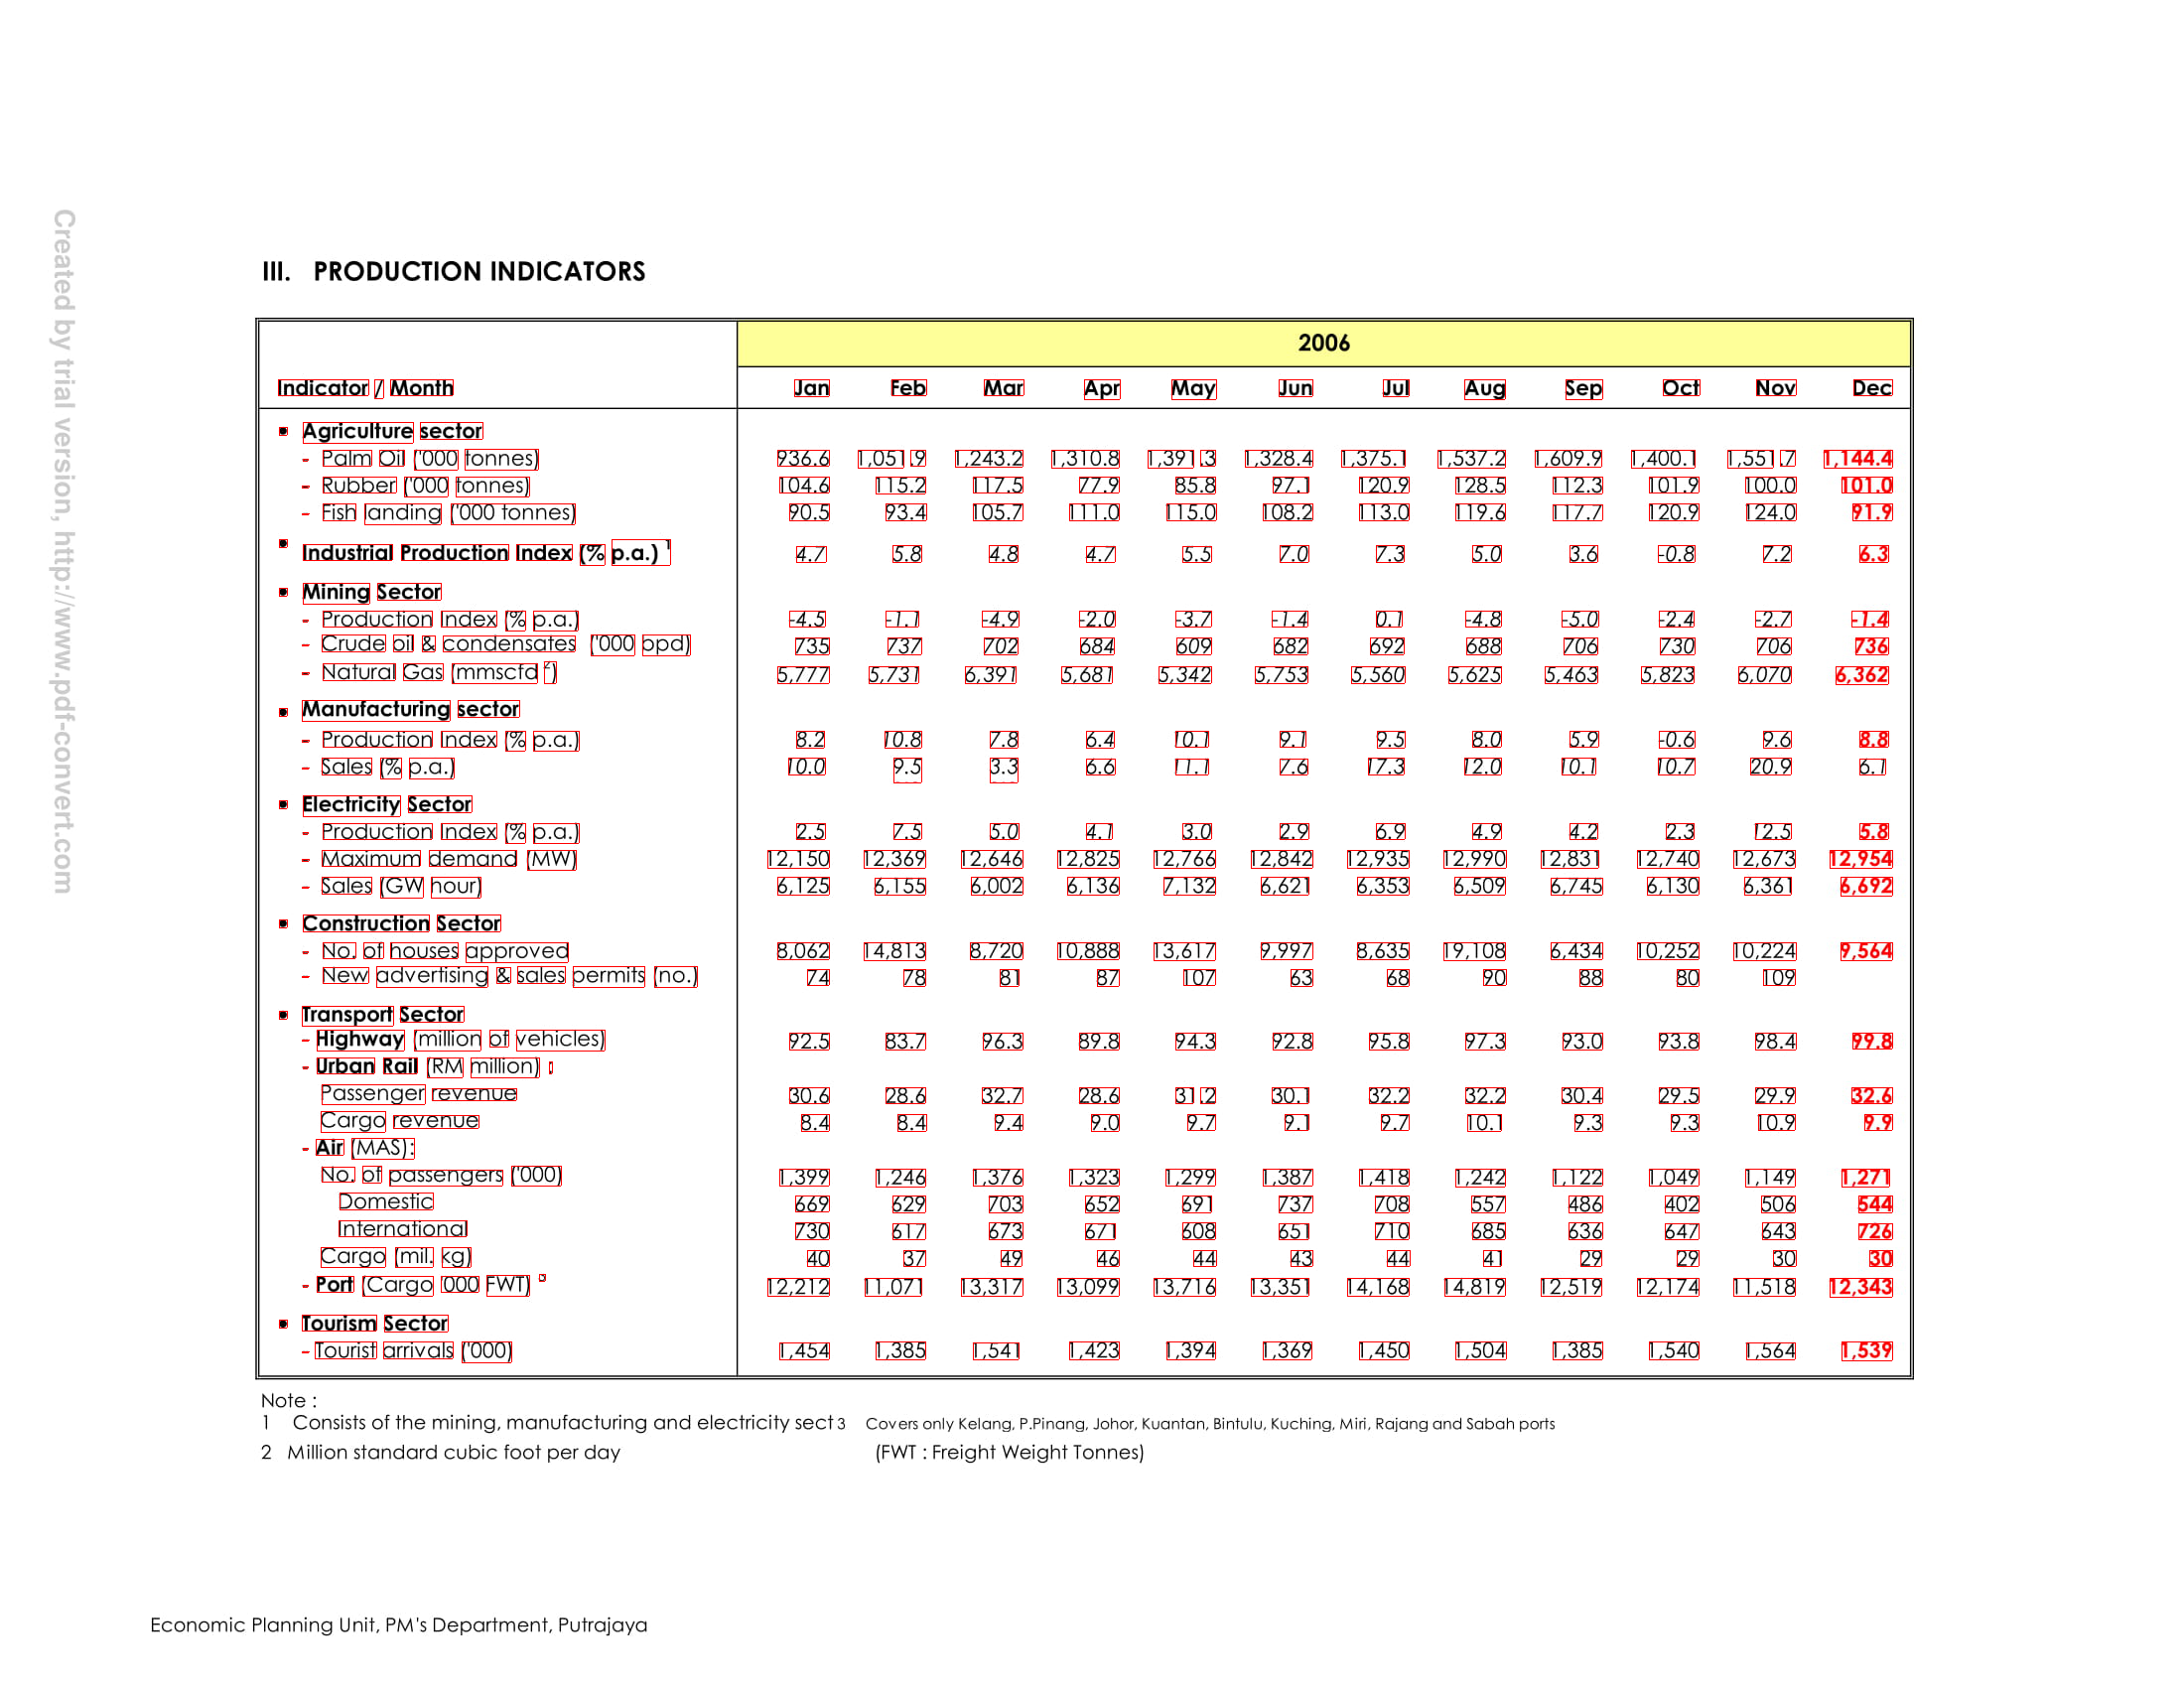 Created by trial version, http://www.pdf-convert.com
III. PRODUCTION INDICATORS
2006
Indicator / Month Jan Feb Mar Apr May Jun Jul Aug Sep Oct Nov Dec
▪ Agriculture sector
- Palm Oil ('000 tonnes) 936.6 1,051.9 1,243.2 1,310.8 1,391.3 1,328.4 1,375.1 1,537.2 1,609.9 1,400.1 1,551.7 1,144.4
- Rubber ('000 tonnes) 104.6 115.2 117.5 77.9 85.8 97.1 120.9 128.5 112.3 101.9 100.0 101.0
- Fish landing ('000 tonnes) 90.5 93.4 105.7 111.0 115.0 108.2 113.0 119.6 117.7 120.9 124.0 91.9
▪ Industrial Production Index (% p.a.) 1 4.7 5.8 4.8 4.7 5.5 7.0 7.3 5.0 3.6 -0.8 7.2 6.3
▪ Mining Sector
- Production Index (% p.a.) -4.5 -1.1 -4.9 -2.0 -3.7 -1.4 0.1 -4.8 -5.0 -2.4 -2.7 -1.4
- Crude oil & condensates ('000 bpd) 735 737 702 684 609 682 692 688 706 730 706 736
- Natural Gas (mmscfd 2) 5,777 5,731 6,391 5,681 5,342 5,753 5,560 5,625 5,463 5,823 6,070 6,362
▪ Manufacturing sector
- Production Index (% p.a.) 8.2 10.8 7.8 6.4 10.1 9.1 9.5 8.0 5.9 -0.6 9.6 8.8
- Sales (% p.a.) 10.0 9.5 3.3 6.6 11.1 7.6 17.3 12.0 10.1 10.7 20.9 6.1
▪ Electricity Sector
- Production Index (% p.a.) 2.5 7.5 5.0 4.1 3.0 2.9 6.9 4.9 4.2 2.3 12.5 5.8
- Maximum demand (MW) 12,150 12,369 12,646 12,825 12,766 12,842 12,935 12,990 12,831 12,740 12,673 12,954
- Sales (GW hour) 6,125 6,155 6,002 6,136 7,132 6,621 6,353 6,509 6,745 6,130 6,361 6,692
▪ Construction Sector
- No. of houses approved 8,062 14,813 8,720 10,888 13,617 9,997 8,635 19,108 6,434 10,252 10,224 9,564
- New advertising & sales permits (no.) 74 78 81 87 107 63 68 90 88 80 109
▪ Transport Sector
- Highway (million of vehicles) 92.5 83.7 96.3 89.8 94.3 92.8 95.8 97.3 93.0 93.8 98.4 99.8
- Urban Rail (RM million) :
Passenger revenue 30.6 28.6 32.7 28.6 31.2 30.1 32.2 32.2 30.4 29.5 29.9 32.6
Cargo revenue 8.4 8.4 9.4 9.0 9.7 9.1 9.7 10.1 9.3 9.3 10.9 9.9
- Air (MAS):
No. of passengers ('000) 1,399 1,246 1,376 1,323 1,299 1,387 1,418 1,242 1,122 1,049 1,149 1,271
Domestic 669 629 703 652 691 737 708 557 486 402 506 544
International 730 617 673 671 608 651 710 685 636 647 643 726
Cargo (mil. kg) 40 37 49 46 44 43 44 41 29 29 30 30
- Port (Cargo '000 FWT) 3 12,212 11,071 13,317 13,099 13,716 13,351 14,168 14,819 12,519 12,174 11,518 12,343
▪ Tourism Sector
- Tourist arrivals ('000) 1,454 1,385 1,541 1,423 1,394 1,369 1,450 1,504 1,385 1,540 1,564 1,539
Note :
1 Consists of the mining, manufacturing and electricity sect 3 Covers only Kelang, P.Pinang, Johor, Kuantan, Bintulu, Kuching, Miri, Rajang and Sabah ports
2 Million standard cubic foot per day (FWT : Freight Weight Tonnes)
Economic Planning Unit, PM's Department, Putrajaya